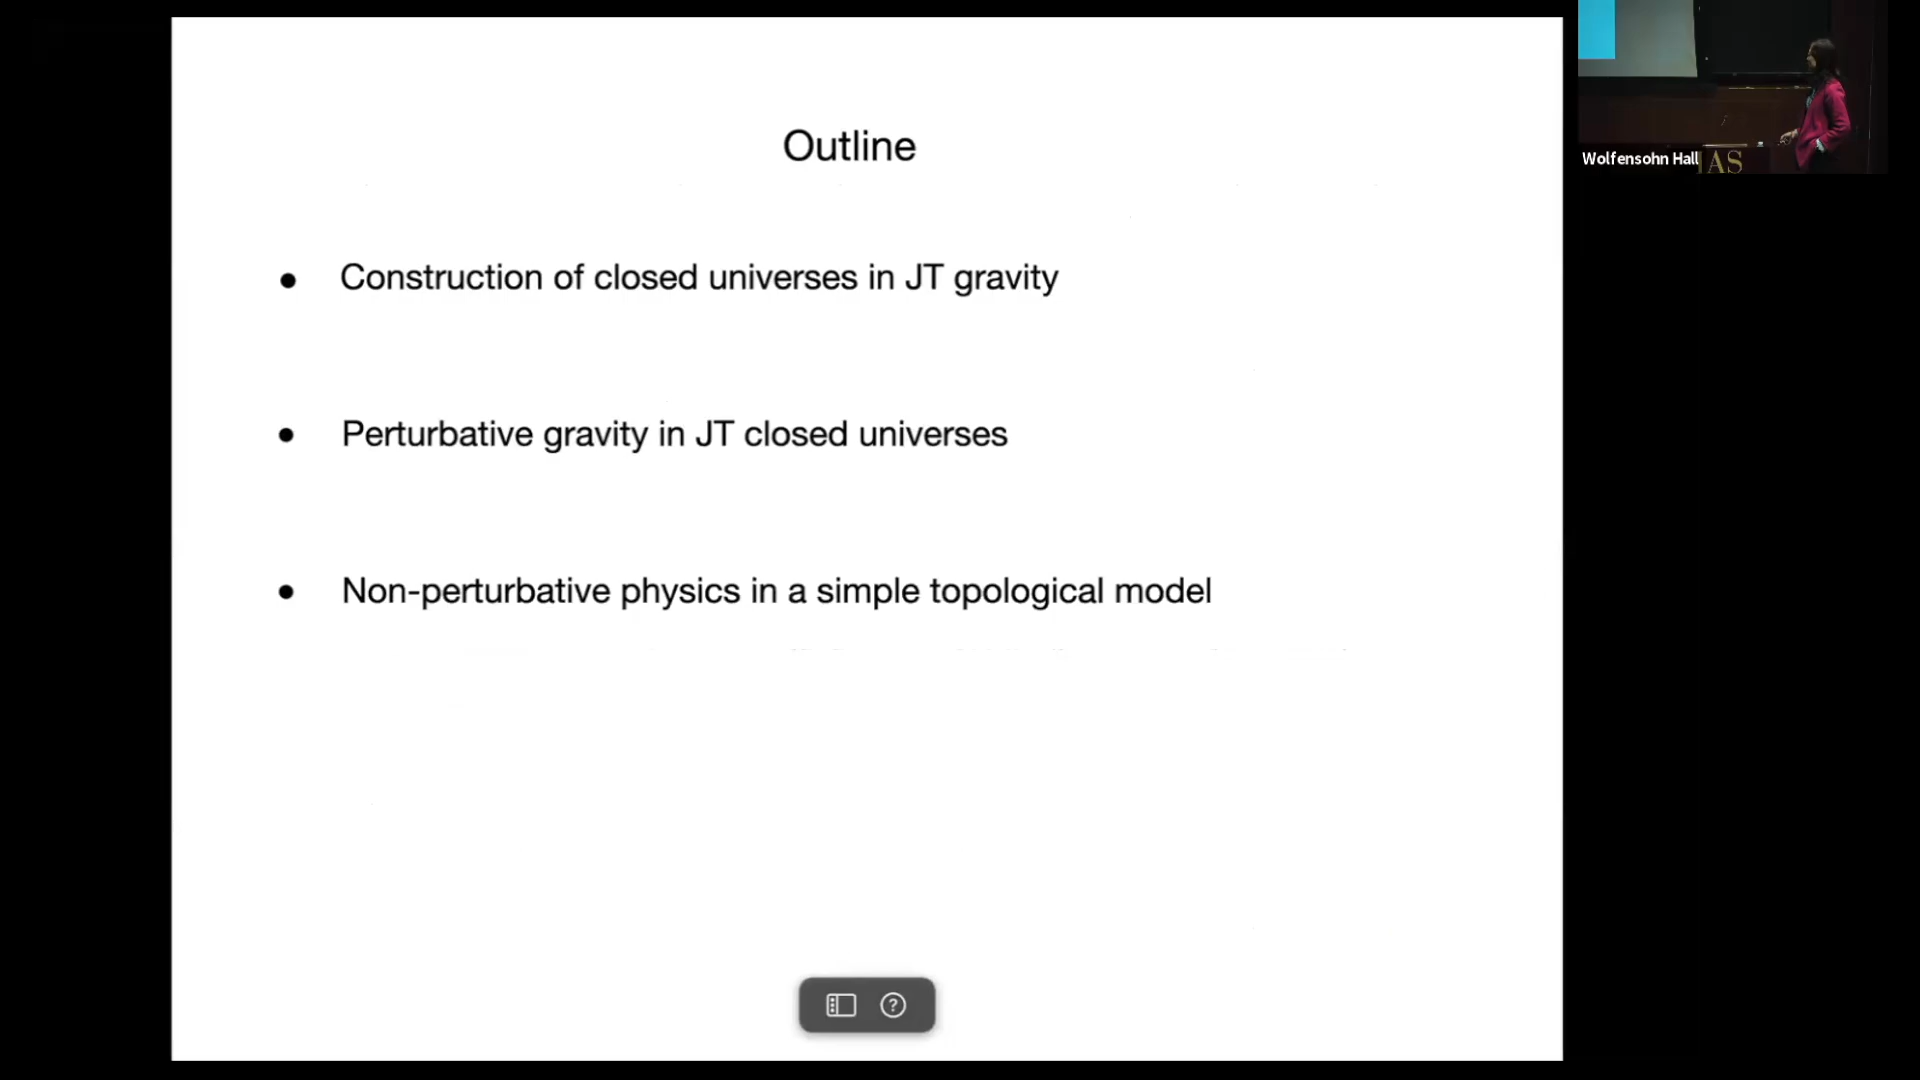 Outline
• Construction of closed universes in JT gravity
• Perturbative gravity in JT closed universes
• Non-perturbative physics in a simple topological model
?
Wolfensohn Hall
IAS